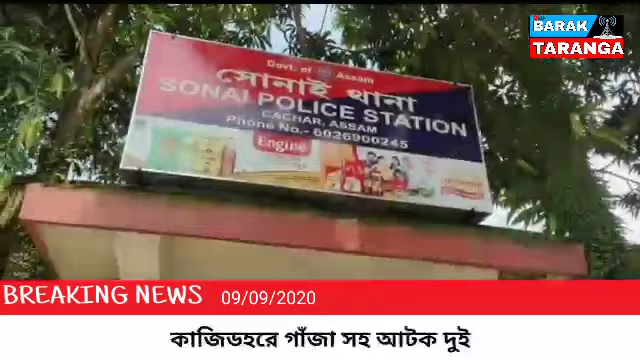 BARAK
TARANGA
Govt. of Assam
সোনাই থানা
SONAI POLICE STATION
CACHAR, ASSAM
Phone No.- 6026900245
Engine
BREAKING NEWS 09/09/2020
কাজিডহরে গাঁজা সহ আটক দুই